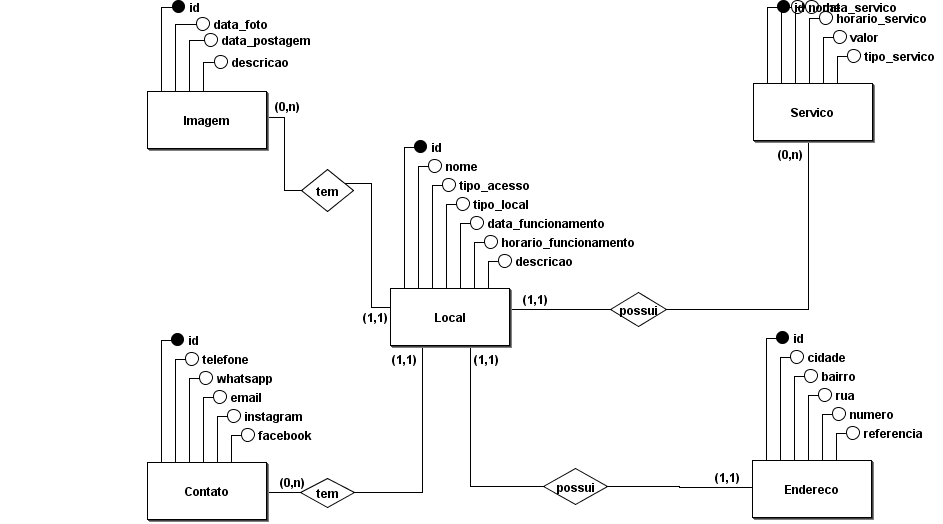 id
data_foto
data_postagem
descricao
Imagem
(0,n)
tem
(1,1)
id
nome
data_servico
horario_servico
valor
tipo_servico
Servico
(0,n)
id
nome
tipo_acesso
tipo_local
data_funcionamento
horario_funcionamento
descricao
Local
(1,1)
possui
(1,1)
(1,1)
id
telefone
whatsapp
email
instagram
facebook
Contato
(0,n)
tem
possui
(1,1)
id
cidade
bairro
rua
numero
referencia
Endereco